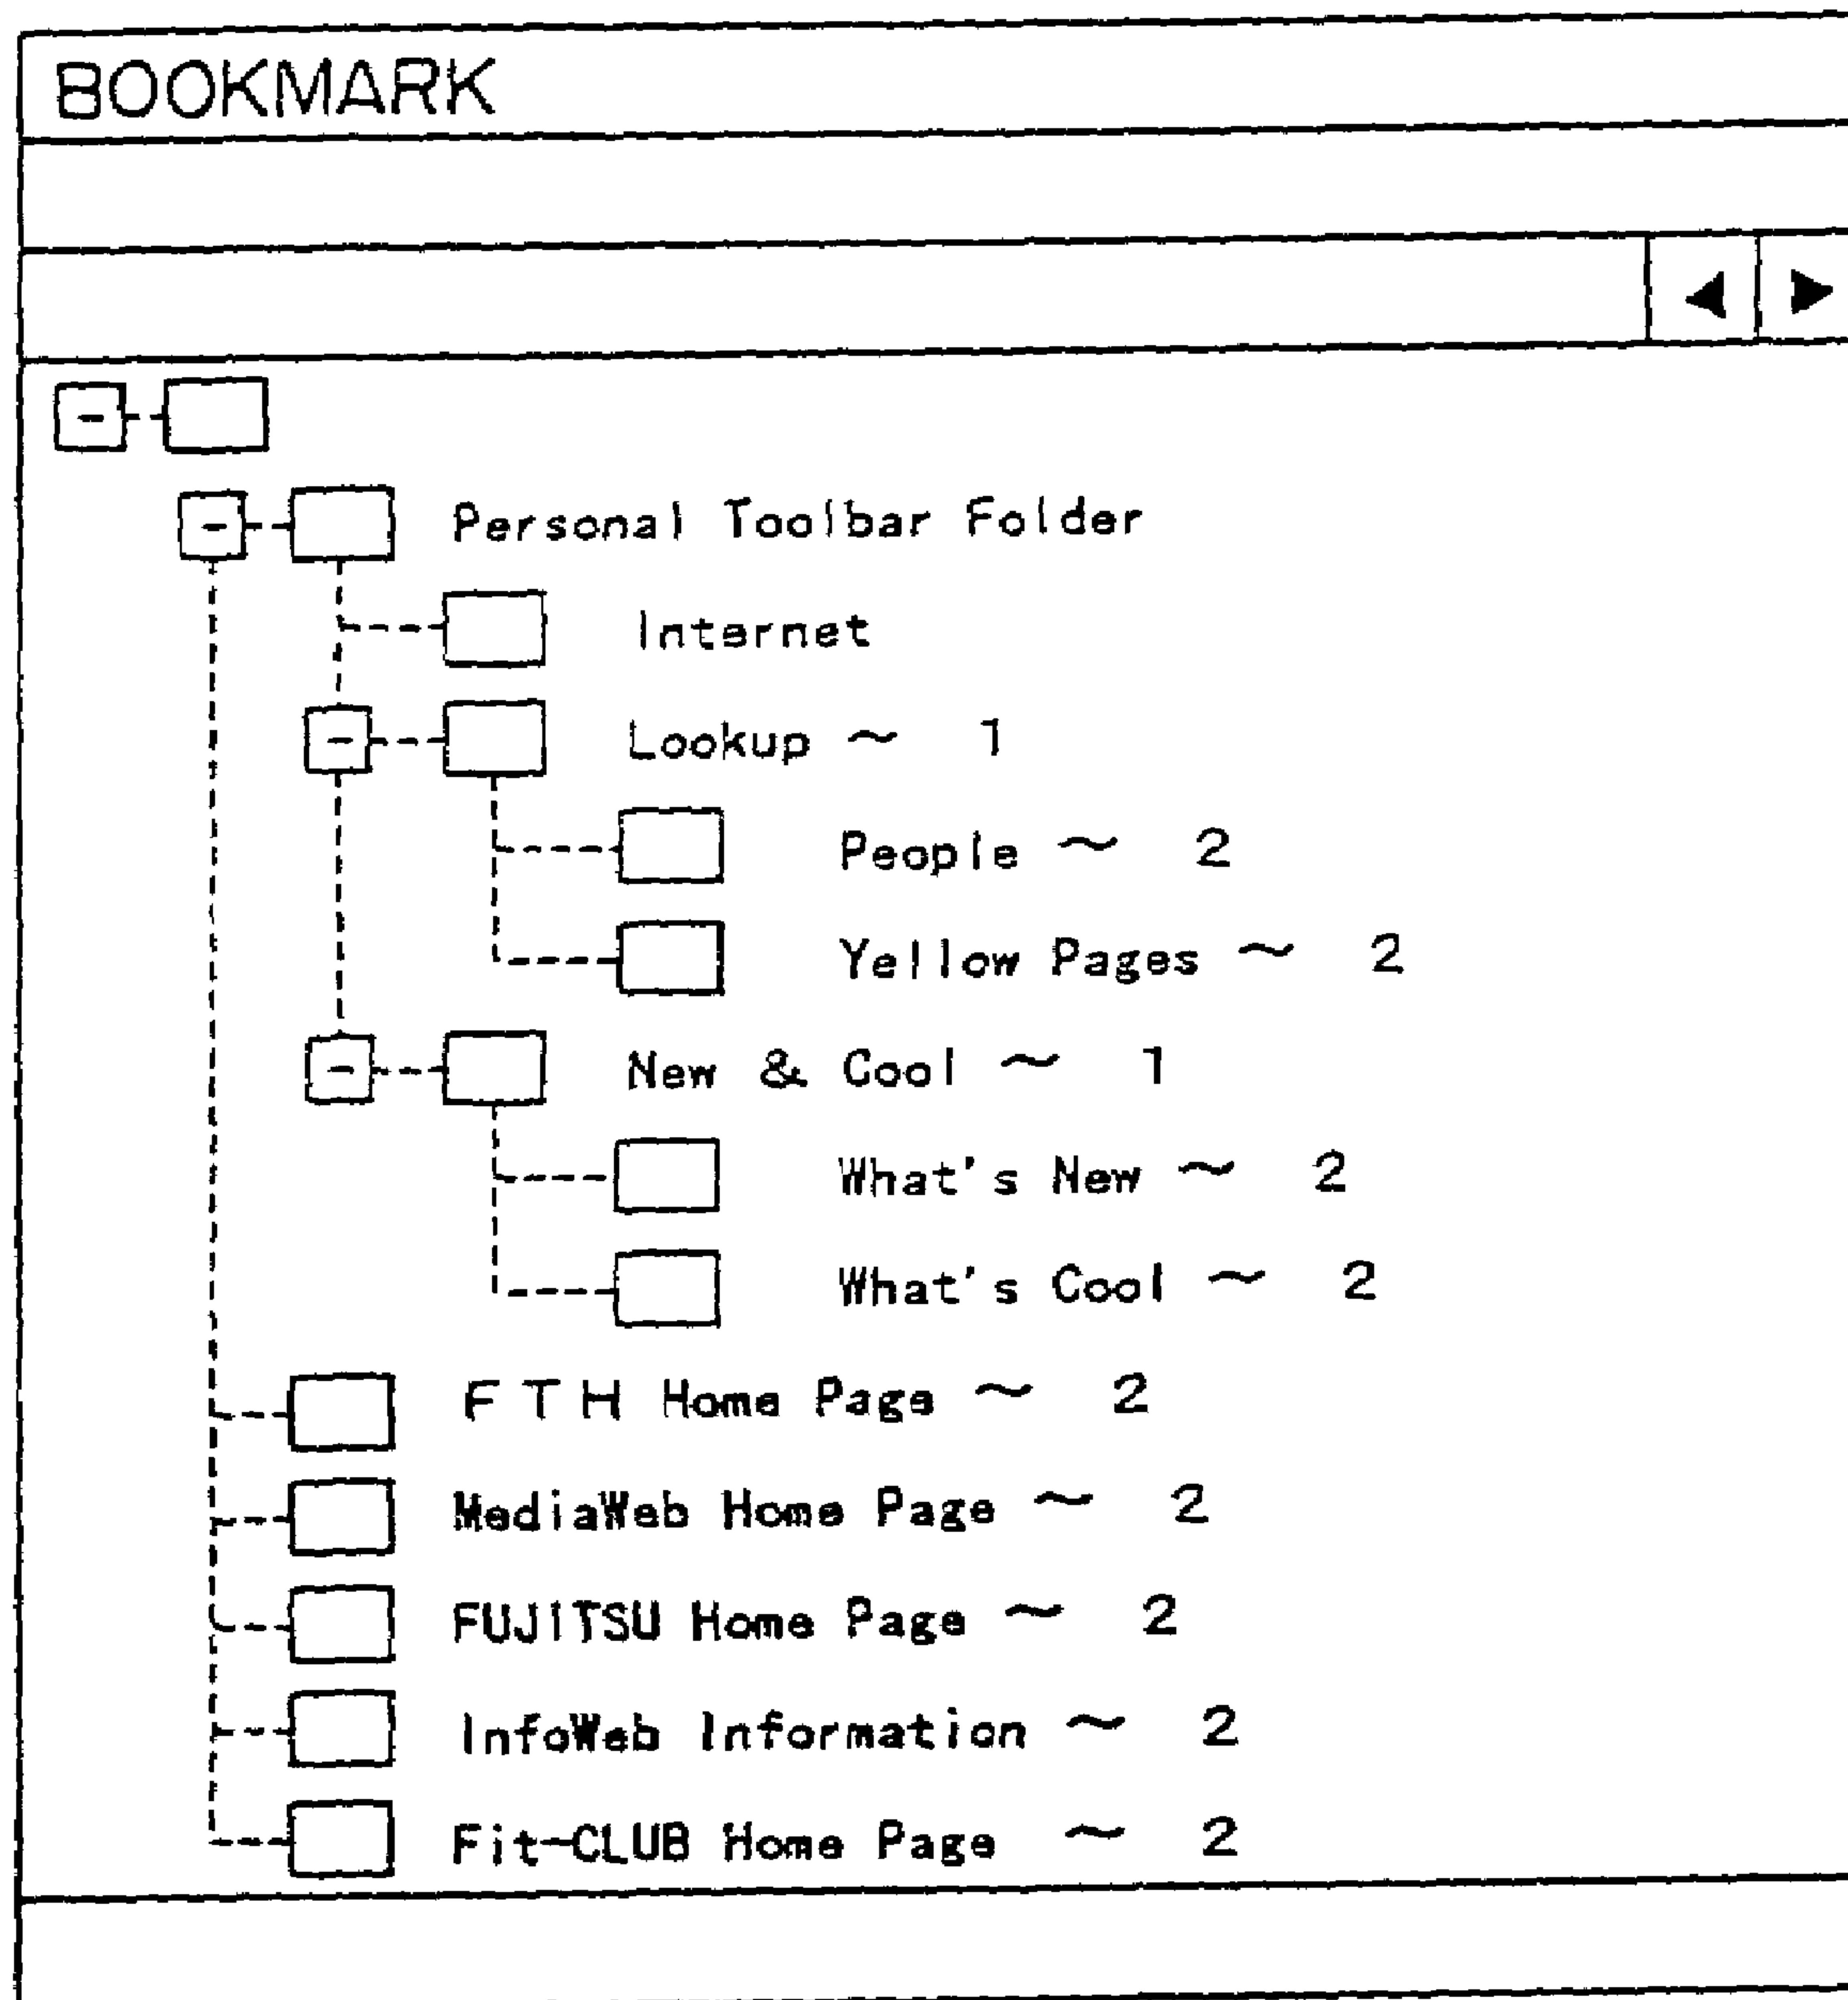 BOOKMARK
Personal Toolbar Folder
Internet
Lookup ~ 1
People ~ 2
Yellow Pages ~ 2
New & Cool ~ 1
What's New ~ 2
What's Cool ~ 2
FTH Home Page ~ 2
MediaWeb Home Page ~ 2
FUJITSU Home Page ~ 2
InfoWeb Information ~ 2
Fit-CLUB Home Page ~ 2